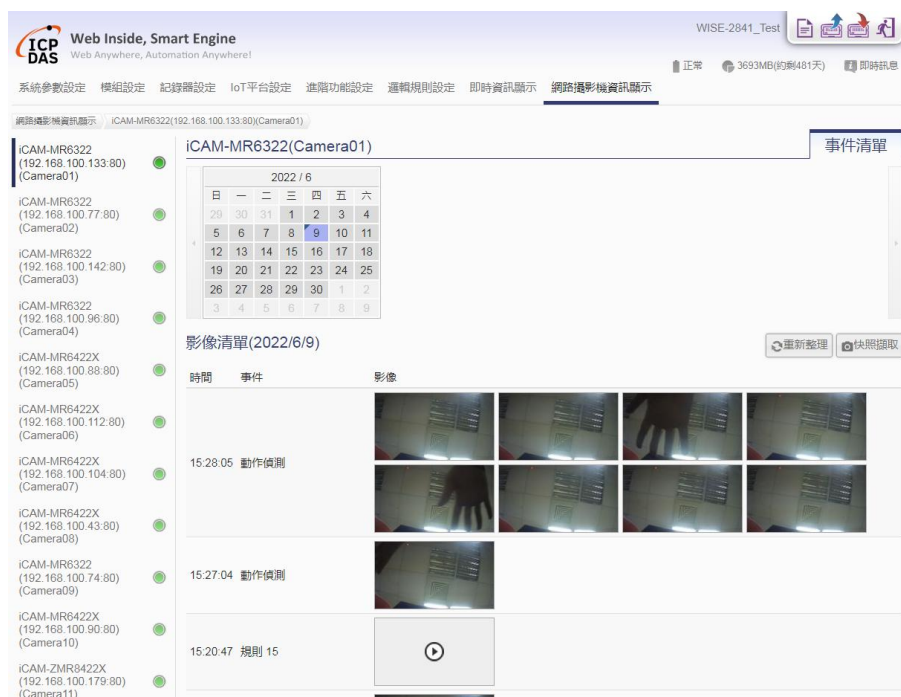 ICP
DAS
Web Inside, Smart Engine
Web Anywhere, Automation Anywhere!
WISE-2841_Test
正常 3693MB(約剩481天) 即時訊息
系統參數設定 模組設定 記錄器設定 IoT平台設定 進階功能設定 邏輯規則設定 即時資訊顯示 網路攝影機資訊顯示
網路攝影機資訊顯示 iCAM-MR6322(192.168.100.133:80)(Camera01)
iCAM-MR6322
(192.168.100.133:80)
(Camera01)
iCAM-MR6322
(192.168.100.77:80)
(Camera02)
iCAM-MR6322
(192.168.100.142:80)
(Camera03)
iCAM-MR6322
(192.168.100.96:80)
(Camera04)
iCAM-MR6422X
(192.168.100.88:80)
(Camera05)
iCAM-MR6422X
(192.168.100.112:80)
(Camera06)
iCAM-MR6422X
(192.168.100.104:80)
(Camera07)
iCAM-MR6422X
(192.168.100.43:80)
(Camera08)
iCAM-MR6322
(192.168.100.74:80)
(Camera09)
iCAM-MR6422X
(192.168.100.90:80)
(Camera10)
iCAM-ZMR8422X
(192.168.100.179:80)
(Camera11)
iCAM-MR6322(Camera01)
事件清單
2022 / 6
日 一 二 三 四 五 六
29 30 31 1 2 3 4
5 6 7 8 9 10 11
12 13 14 15 16 17 18
19 20 21 22 23 24 25
26 27 28 29 30 1 2
3 4 5 6 7 8 9
影像清單(2022/6/9)
重新整理 快照擷取
時間 事件 影像
15:28:05 動作偵測
15:27:04 動作偵測
15:20:47 規則 15